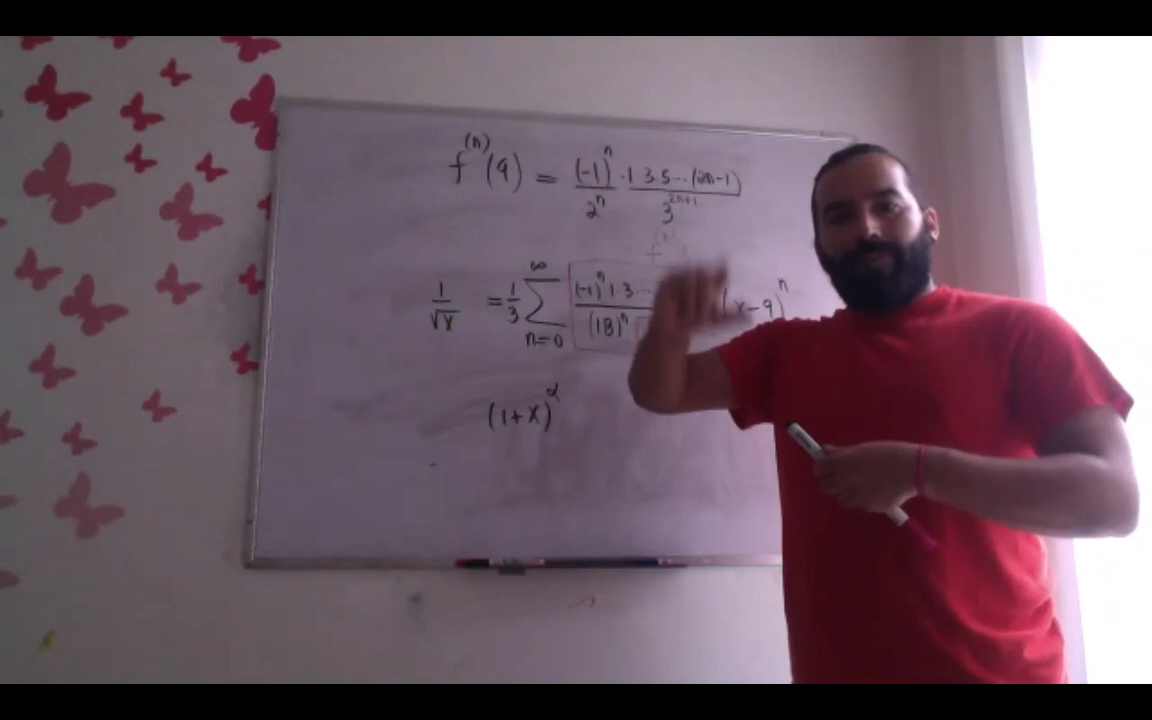 f^(n)(9) = (-1)^n / 2^n · 1·3·5···(2n-1) / 3^(2n+1)
f^(n)
1/√x = 1/3 ∑_{n=0}^{∞} (-1)^n 1·3··· / (18)^n (x-9)^n
(1+x)^α